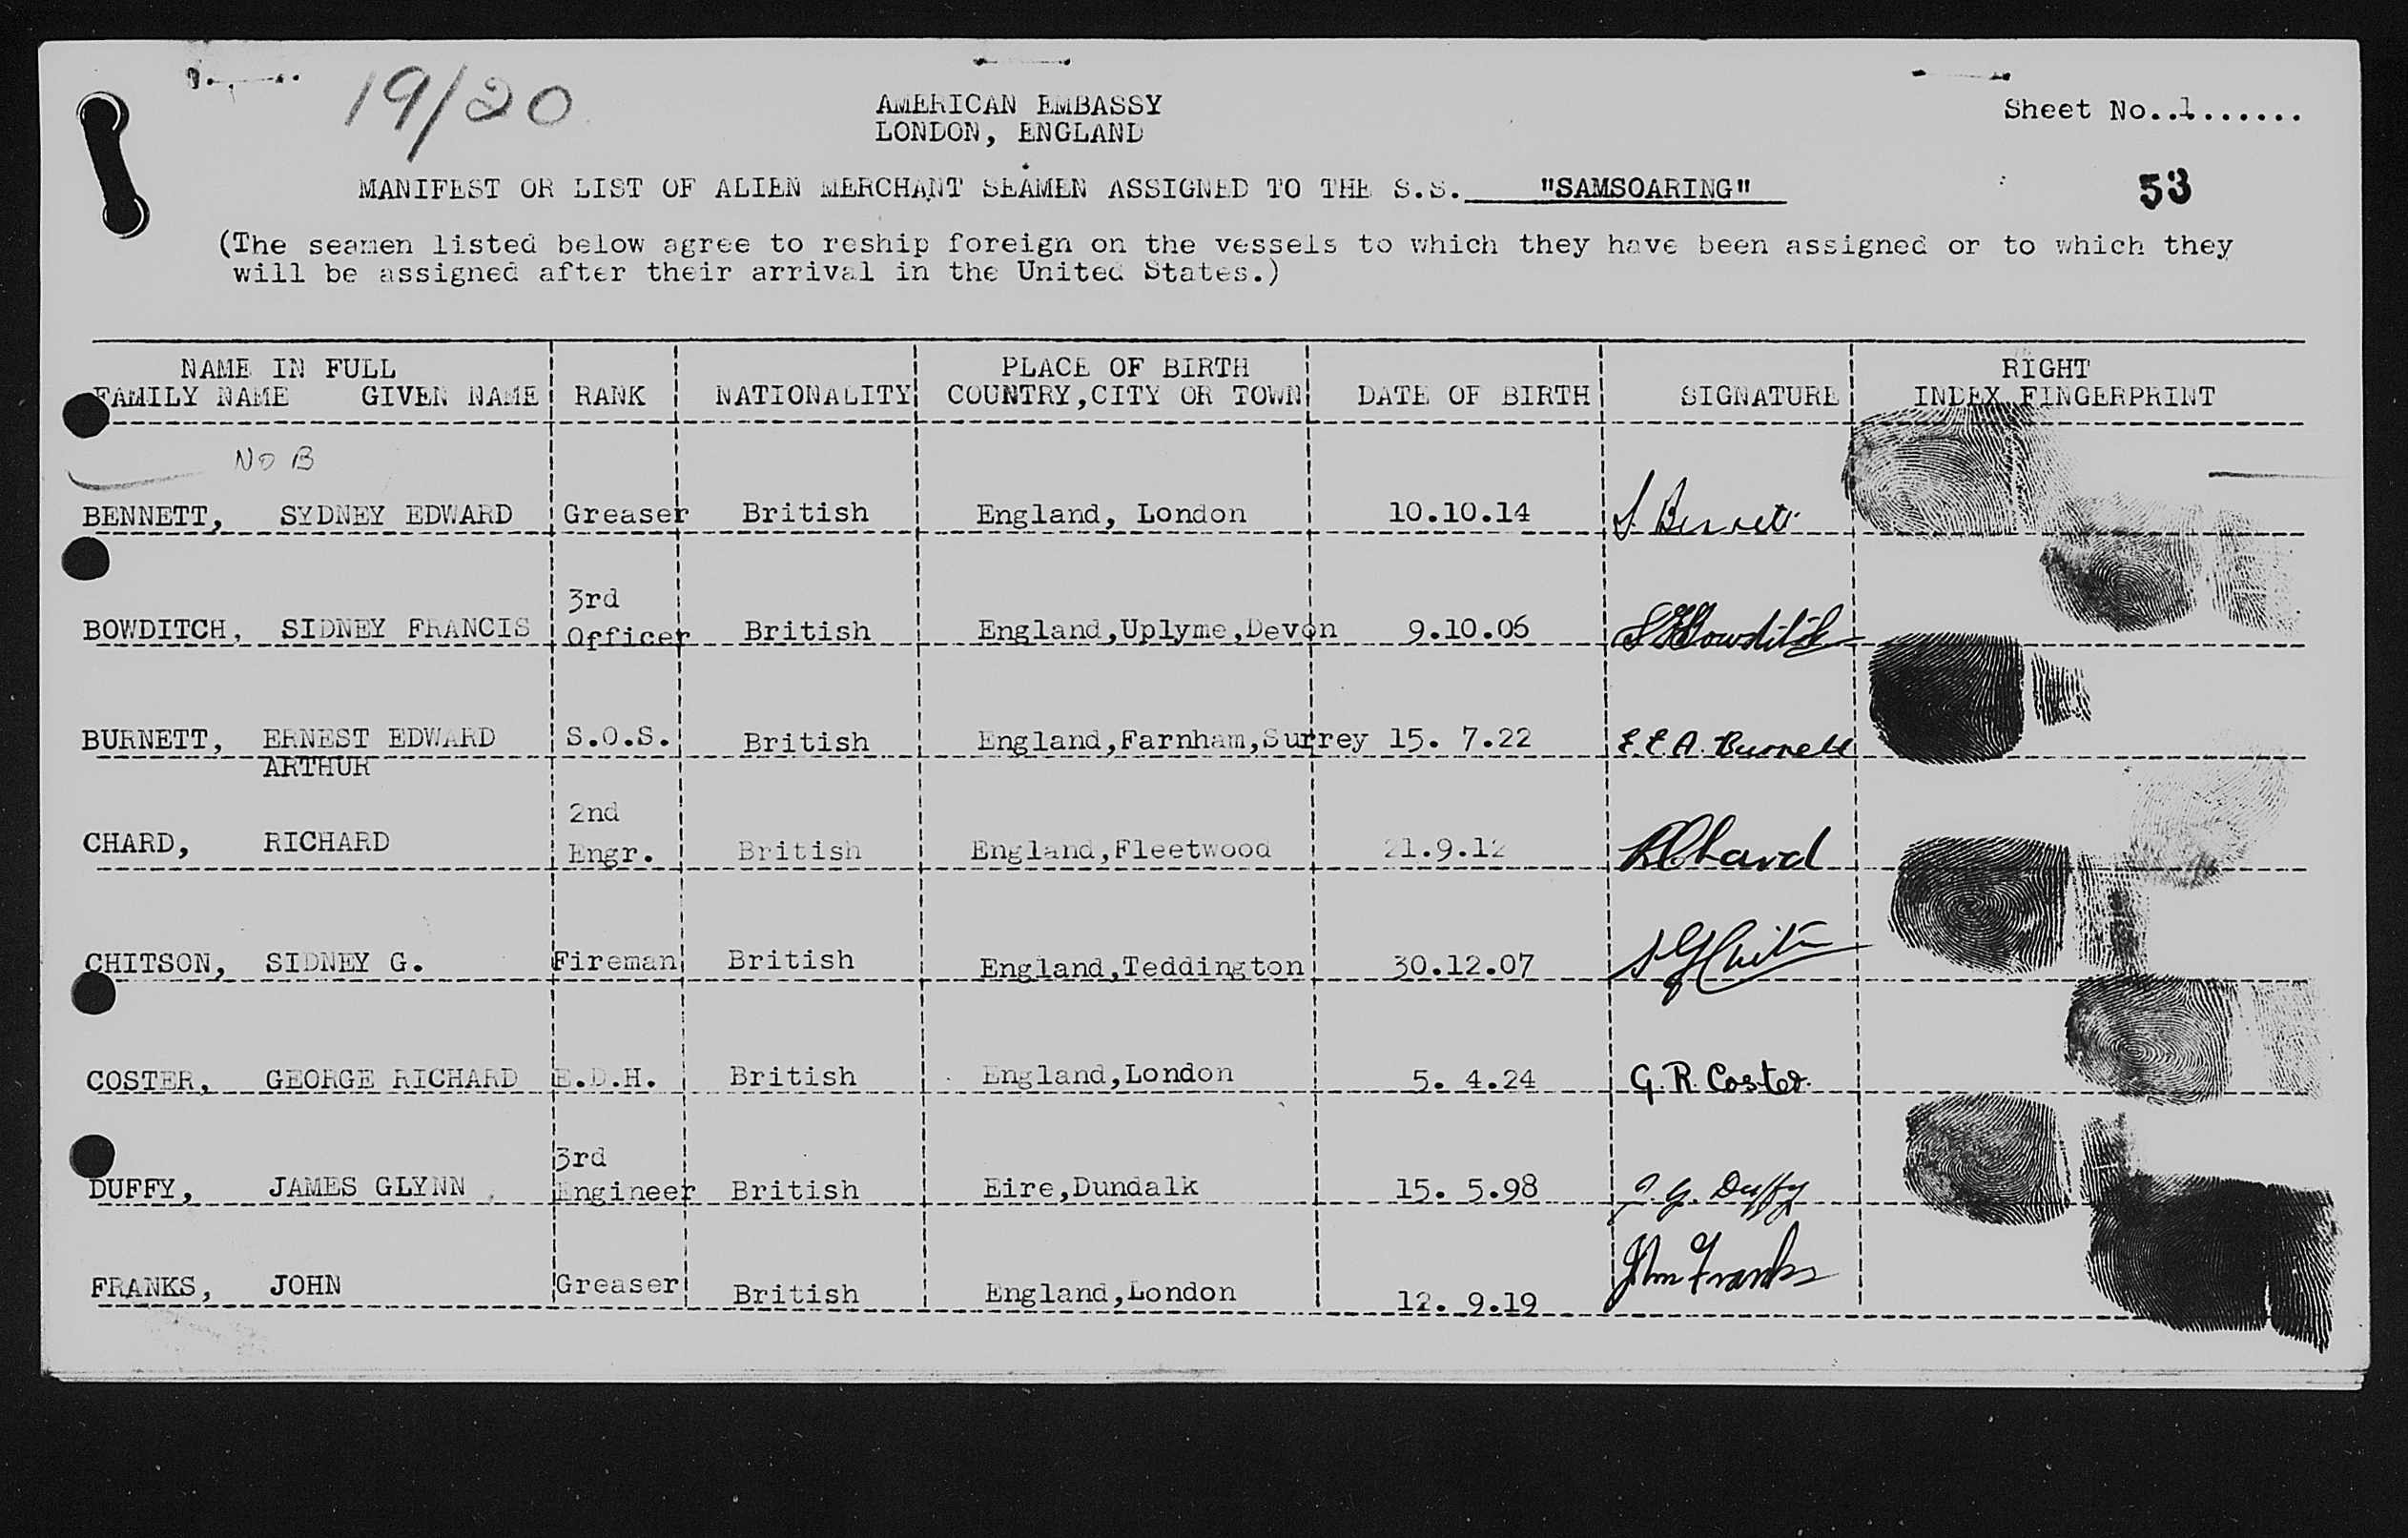 19/20
AMERICAN EMBASSY
LONDON, ENGLAND
Sheet No..1.......
MANIFEST OR LIST OF ALIEN MERCHANT SEAMEN ASSIGNED TO THE S.S. "SAMSOARING"
53
(The seamen listed below agree to reship foreign on the vessels to which they have been assigned or to which they
will be assigned after their arrival in the United States.)
NAME IN FULL PLACE OF BIRTH RIGHT
FAMILY NAME GIVEN NAME RANK NATIONALITY COUNTRY,CITY OR TOWN DATE OF BIRTH SIGNATURE INDEX FINGERPRINT
NO B
BENNETT, SYDNEY EDWARD Greaser British England, London 10.10.14 S. Bennett
3rd
BOWDITCH, SIDNEY FRANCIS Officer British England,Uplyme,Devon 9.10.06 S F Bowditch
BURNETT, ERNEST EDWARD S.O.S. British England,Farnham,Surrey 15. 7.22 E.E.A. Burnett
ARTHUR
2nd
CHARD, RICHARD Engr. British England,Fleetwood 21.9.12 R Chard
CHITSON, SIDNEY G. Fireman British England,Teddington 30.12.07 S G
COSTER, GEORGE RICHARD E.D.H. British England,London 5. 4.24 G. R. Coster.
3rd
DUFFY, JAMES GLYNN Engineer British Eire,Dundalk 15. 5.98 J. G. Duffy
FRANKS, JOHN Greaser British England,London 12. 9.19 John Franks